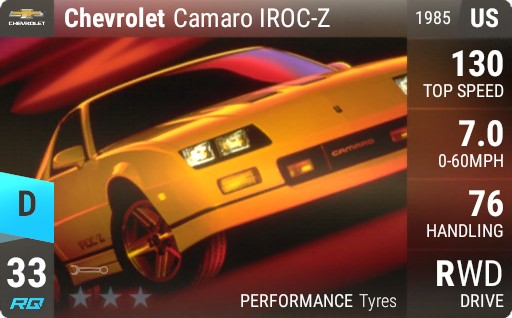 CHEVROLET
Chevrolet Camaro IROC-Z
1985 US
130
TOP SPEED
7.0
0-60MPH
76
HANDLING
RWD
DRIVE
D
33
RQ
CAMARO
IROC-Z
PERFORMANCE Tyres